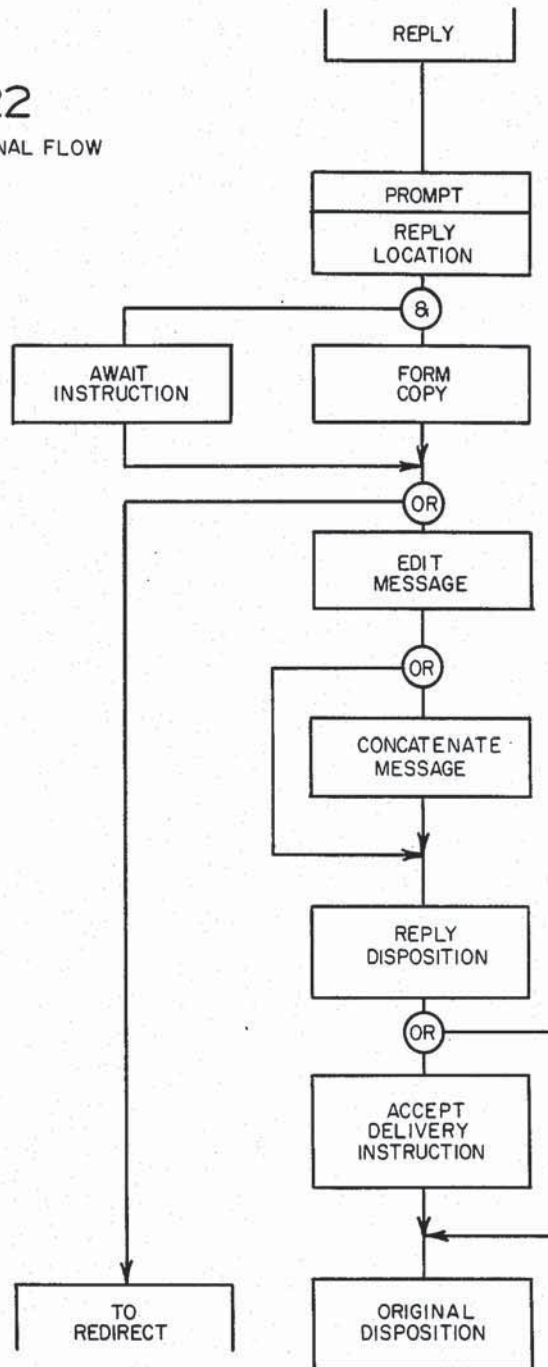 REPLY
22
NAL FLOW
PROMPT
REPLY
LOCATION
&
AWAIT
INSTRUCTION
FORM
COPY
OR
EDIT
MESSAGE
OR
CONCATENATE
MESSAGE
REPLY
DISPOSITION
OR
ACCEPT
DELIVERY
INSTRUCTION
TO
REDIRECT
ORIGINAL
DISPOSITION